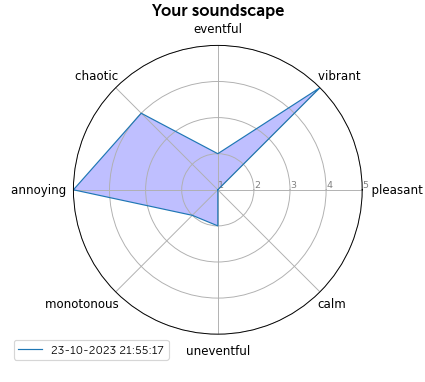 Your soundscape
eventful
chaotic
vibrant
annoying
1 2 3 4 5
pleasant
monotonous
calm
23-10-2023 21:55:17
uneventful